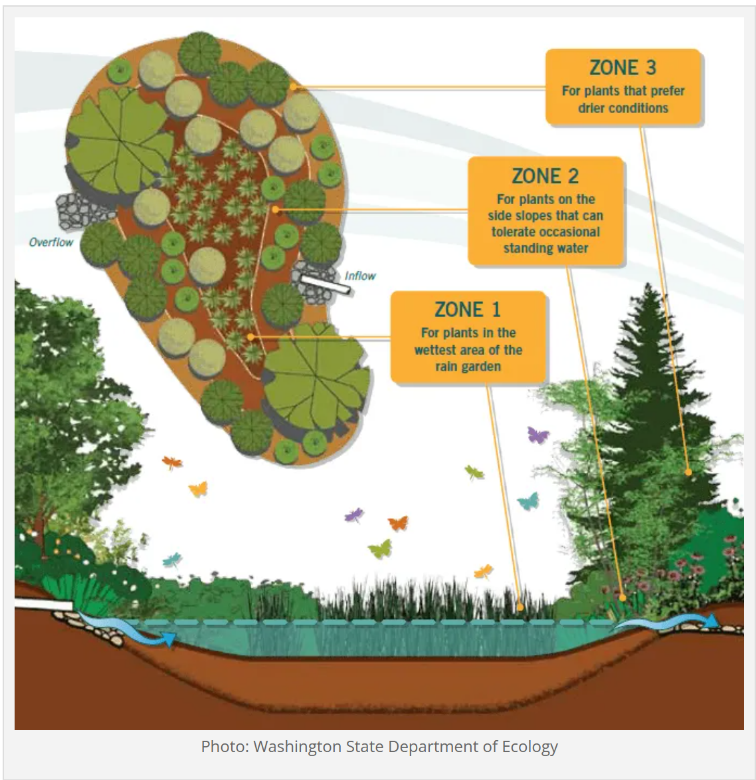 ZONE 3
For plants that prefer
drier conditions
ZONE 2
For plants on the
side slopes that can
tolerate occasional
standing water
Overflow
Inflow
ZONE 1
For plants in the
wettest area of the
rain garden
Photo: Washington State Department of Ecology